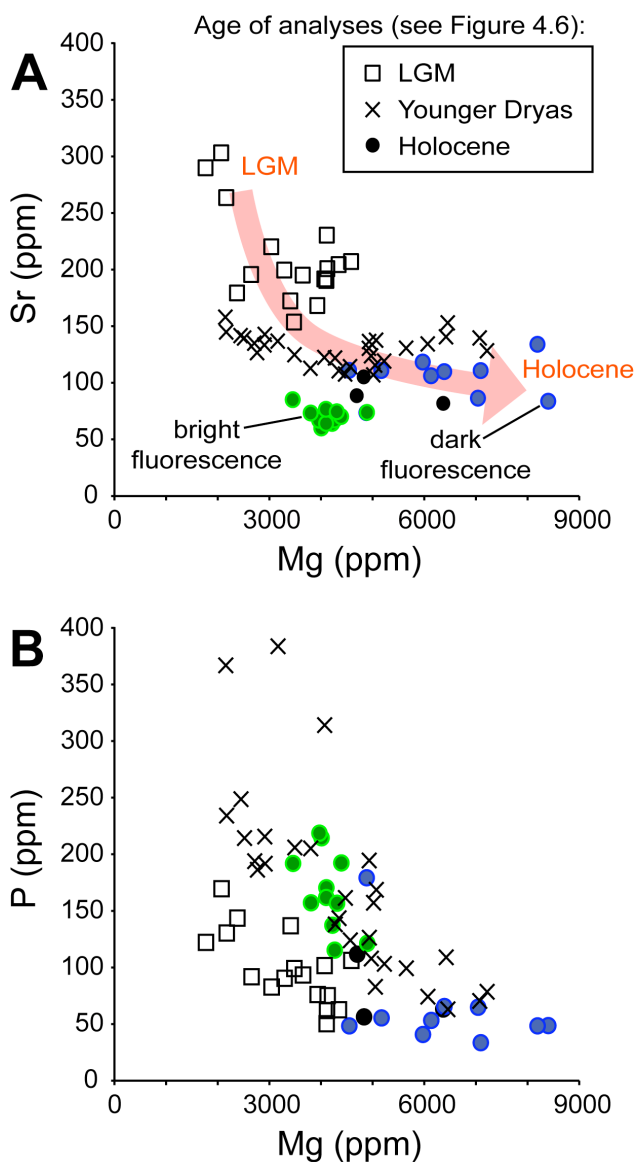 Age of analyses (see Figure 4.6):
A
LGM
Younger Dryas
Holocene
400
350
300
250
200
150
100
50
0
Sr (ppm)
LGM
Holocene
bright
fluorescence
dark
fluorescence
0
3000
6000
9000
Mg (ppm)
B
400
350
300
250
200
150
100
50
0
P (ppm)
0
3000
6000
9000
Mg (ppm)